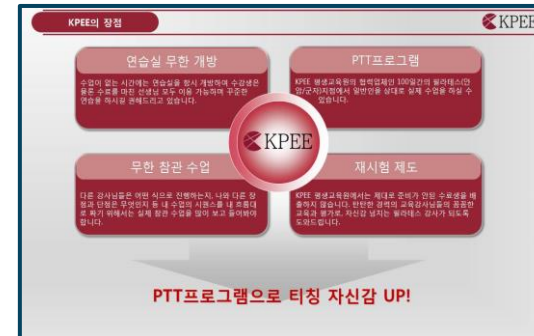 KPEE의 장점
KPEE
연습실 무한 개방
수업이 없는 시간에는 연습실을 항시 개방하여 수강생은
물론 수료를 마친 선생님 모두 이용 가능하며 꾸준한
연습을 하시길 권해드리고 있습니다.
PTT프로그램
KPEE 평생교육원의 협력업체인 100일간의 필라테스(안
암/군자)지점에서 일반인을 상대로 실제 수업을 하실 수
있습니다.
KPEE
무한 참관 수업
다른 강사님들은 어떤 식으로 진행하는지, 나와 다른 장
점과 단점은 무엇인지 등 내 수업의 시퀀스를 내 흐름대
로 짜기 위해서는 실제 참관 수업을 많이 보고 들어봐야
합니다.
재시험 제도
KPEE 평생교육원에서는 제대로 준비가 안된 수료생을 배
출하지 않습니다. 탄탄한 경력의 교육강사님들의 꼼꼼한
교육과 평가로, 자신감 넘치는 필라테스 강사가 되도록
도와드립니다.
PTT프로그램으로 티칭 자신감 UP!